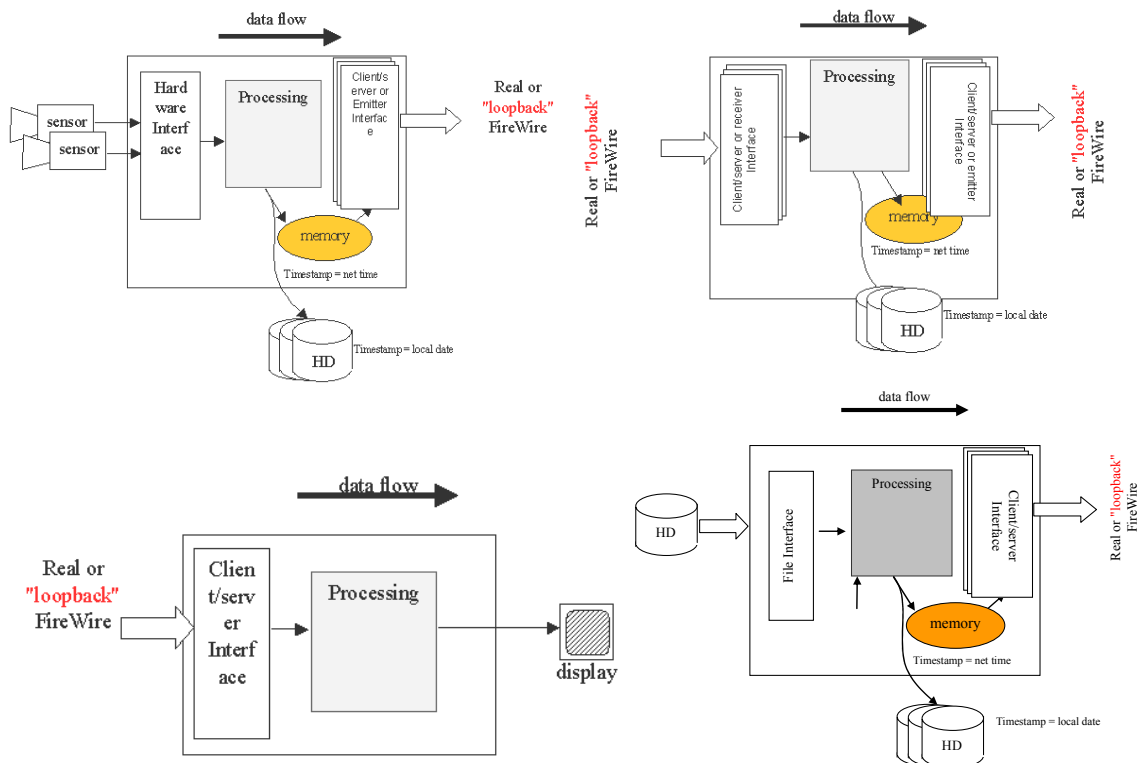 data flow
Hard
ware
Interf
ace
Processing
Client/s
erver or
Emitter
Interfac
e
sensor
sensor
memory
Timestamp = net time
HD
Timestamp = local date
Real or
"loopback"
FireWire
data flow
Real or "loopback"
FireWire
Client/server or receiver
Interface
Processing
Client/server or emitter
Interface
memory
Timestamp = net time
HD
Timestamp = local date
Real or "loopback"
FireWire
data flow
Real or
"loopback"
FireWire
Clien
t/serv
er
Interf
ace
Processing
display
data flow
HD
File Interface
Processing
Client/server
Interface
memory
Timestamp = net time
HD
Timestamp = local date
Real or "loopback"
FireWire